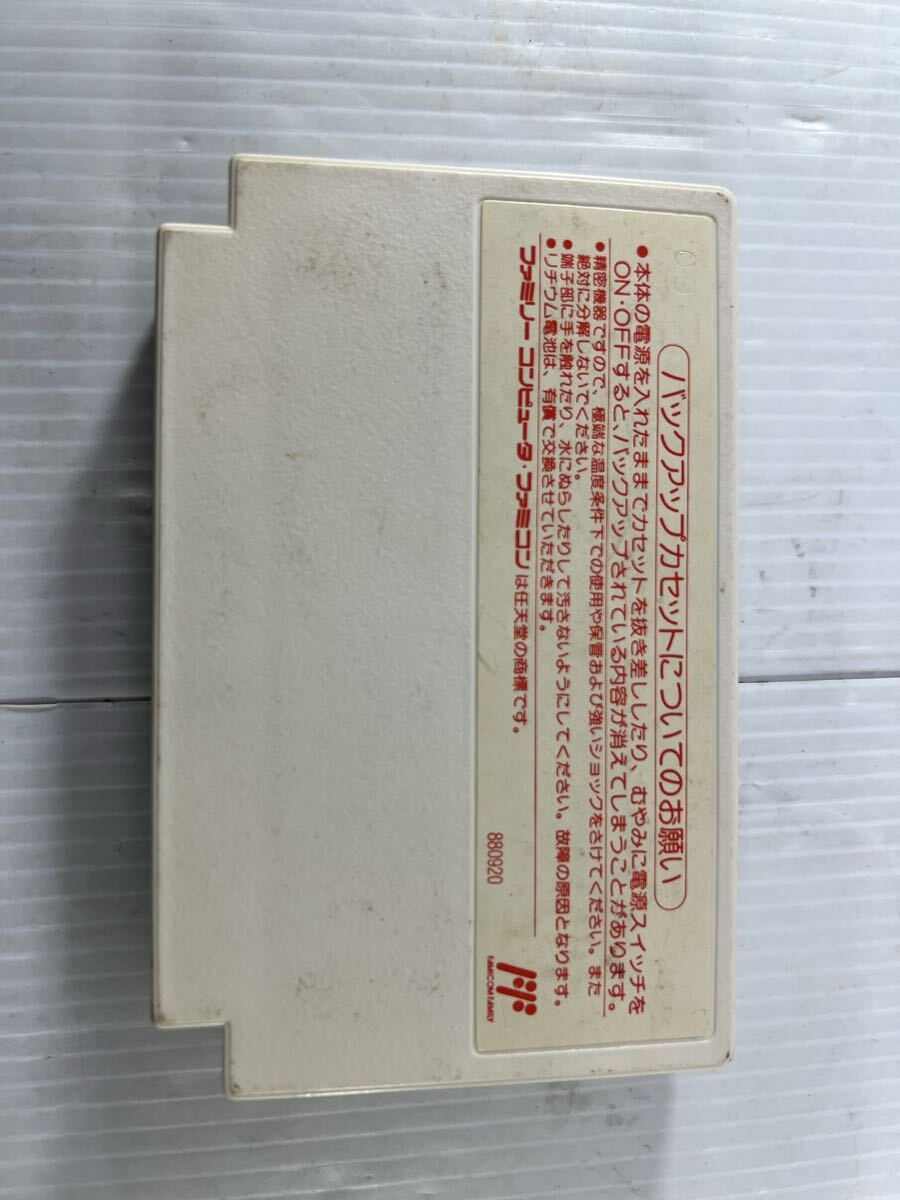 バックアップカセットについてのお願い
●本体の電源を入れたままでカセットを抜き差ししたり、むやみに電源スイッチを
ON・OFFすると、バックアップされている内容が消えてしまうことがあります。
●精密機器ですので、極端な温度条件下での使用や保管および強いショックをさけてください。また
絶対に分解しないでください。
●端子部に手を触れたり、水にぬらしたりして汚さないようにしてください。故障の原因となります。
●リチウム電池は、有償で交換させていただきます。
ファミリー コンピュータ・ファミコンは任天堂の商標です。
880920
FAMICOM FAMILY